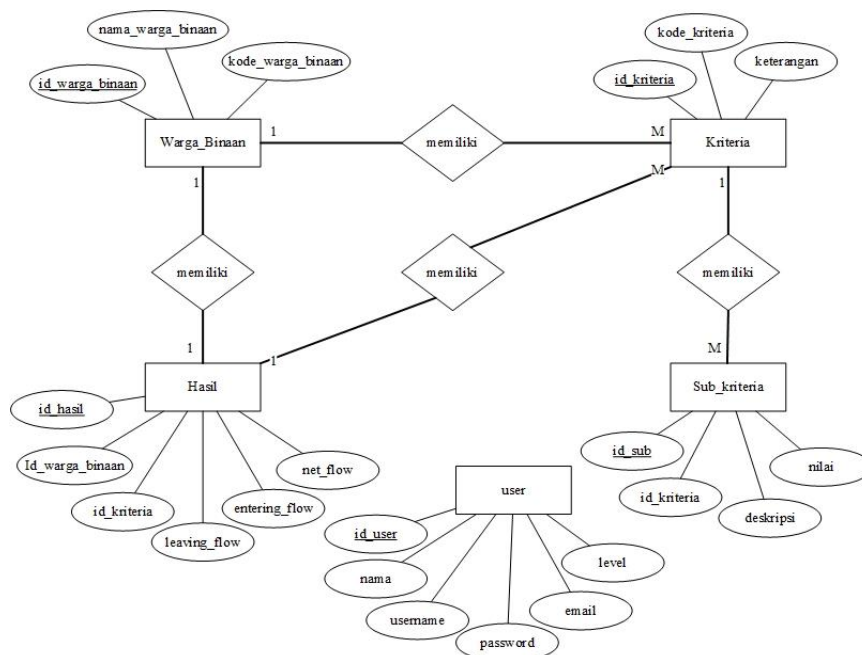 nama_warga_binaan
kode_warga_binaan
id_warga_binaan
Warga_Binaan
1
memiliki
M
kode_kriteria
keterangan
id_kriteria
Kriteria
M
1
1
memiliki
memiliki
memiliki
1
1
M
Hasil
id_hasil
Id_warga_binaan
id_kriteria
leaving_flow
entering_flow
net_flow
Sub_kriteria
id_sub
id_kriteria
deskripsi
nilai
user
id_user
nama
username
password
email
level